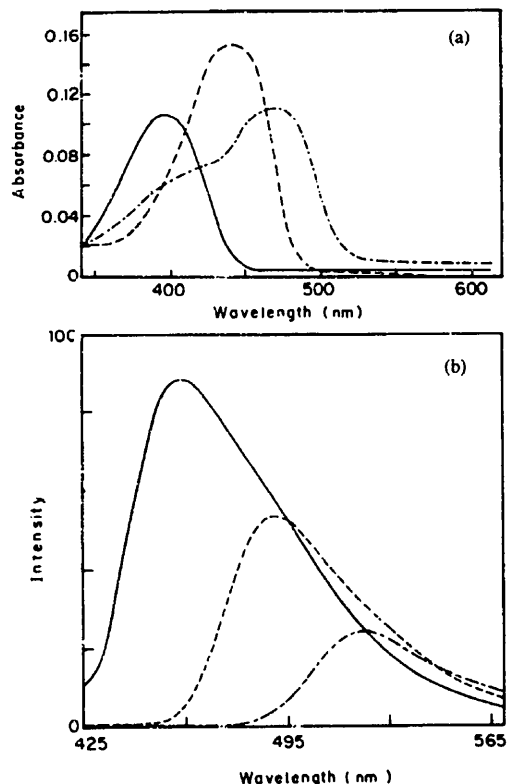 (a)
0.16
0.12
0.08
0.04
0
Absorbance
400
500
600
Wavelength (nm)
(b)
10C
Intensity
0
425
495
565
Wavelength (nm)